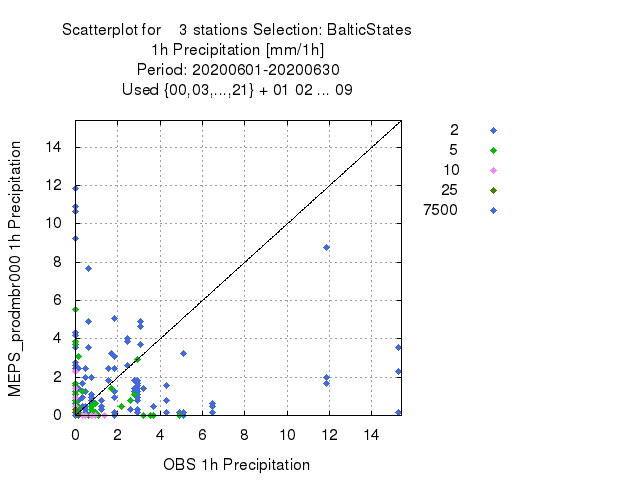 Scatterplot for 3 stations Selection: BalticStates
1h Precipitation [mm/1h]
Period: 20200601-20200630
Used {00,03,...,21} + 01 02 ... 09
2
5
10
25
7500
MEPS_prodmbr000 1h Precipitation
14
12
10
8
6
4
2
0
0 2 4 6 8 10 12 14
OBS 1h Precipitation